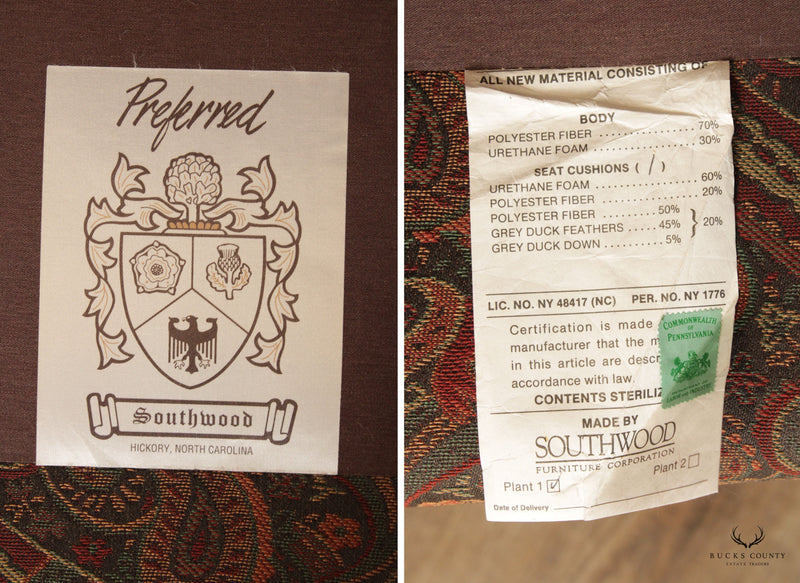 Preferred
Southwood
HICKORY, NORTH CAROLINA
ALL NEW MATERIAL CONSISTING OF
BODY
POLYESTER FIBER ................ 70%
URETHANE FOAM ................ 30%
SEAT CUSHIONS ( / )
URETHANE FOAM ................ 60%
POLYESTER FIBER ................ 20%
POLYESTER FIBER ......... 50%
GREY DUCK FEATHERS ..... 45% } 20%
GREY DUCK DOWN ........... 5%
LIC. NO. NY 48417 (NC) PER. NO. NY 1776
Certification is made
manufacturer that the m
in this article are descr
accordance with law.
CONTENTS STERILIZ
COMMONWEALTH
OF
PENNSYLVANIA
MADE BY
SOUTHWOOD
FURNITURE CORPORATION
Plant 1 ☑ Plant 2 ☐
Date of Delivery
BUCKS COUNTY
ESTATE TRADERS